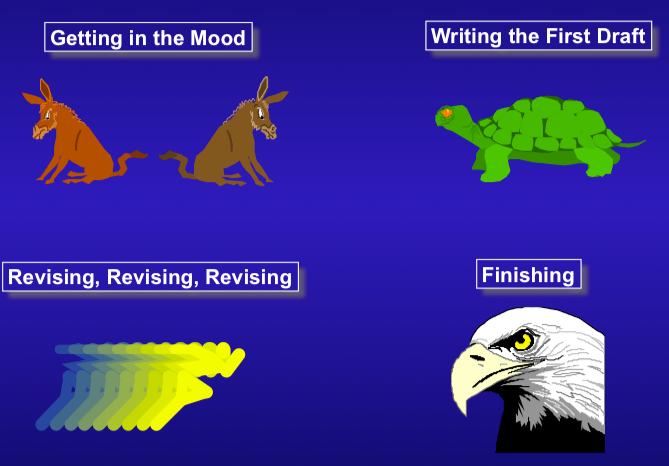 Getting in the Mood
Writing the First Draft
Revising, Revising, Revising
Finishing